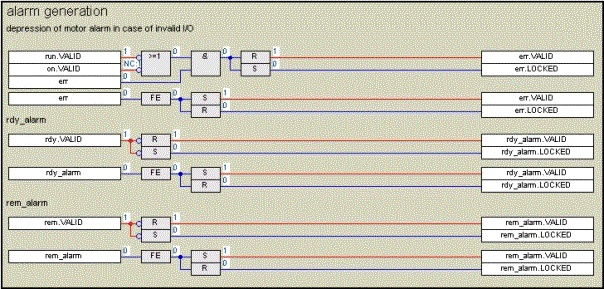 alarm generation
depression of motor alarm in case of invalid I/O
run.VALID 1 >=1 0 & 0 R 1 err.VALID
on.VALID NC S 0 err.LOCKED
err 0
err 0 FE 0 S 1 err.VALID
R 0 err.LOCKED
rdy_alarm
rdy.VALID 1 R 1 rdy_alarm.VALID
S 0 rdy_alarm.LOCKED
rdy_alarm 0 FE 0 S 1 rdy_alarm.VALID
R 0 rdy_alarm.LOCKED
rem_alarm
rem.VALID 1 R 1 rem_alarm.VALID
S 0 rem_alarm.LOCKED
rem_alarm 0 FE 0 S 1 rem_alarm.VALID
R 0 rem_alarm.LOCKED